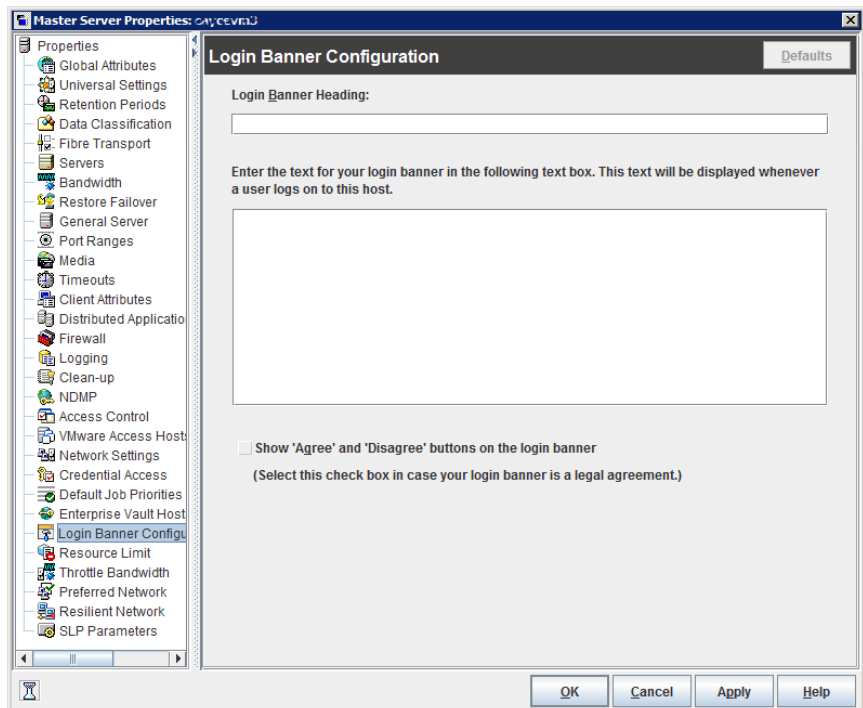 Master Server Properties:
Properties
Global Attributes
Universal Settings
Retention Periods
Data Classification
Fibre Transport
Servers
Bandwidth
Restore Failover
General Server
Port Ranges
Media
Timeouts
Client Attributes
Distributed Applicatio
Firewall
Logging
Clean-up
NDMP
Access Control
VMware Access Hosts
Network Settings
Credential Access
Default Job Priorities
Enterprise Vault Host
Login Banner Configu
Resource Limit
Throttle Bandwidth
Preferred Network
Resilient Network
SLP Parameters
Login Banner Configuration
Defaults
Login Banner Heading:
Enter the text for your login banner in the following text box. This text will be displayed whenever
a user logs on to this host.
Show 'Agree' and 'Disagree' buttons on the login banner
(Select this check box in case your login banner is a legal agreement.)
OK
Cancel
Apply
Help